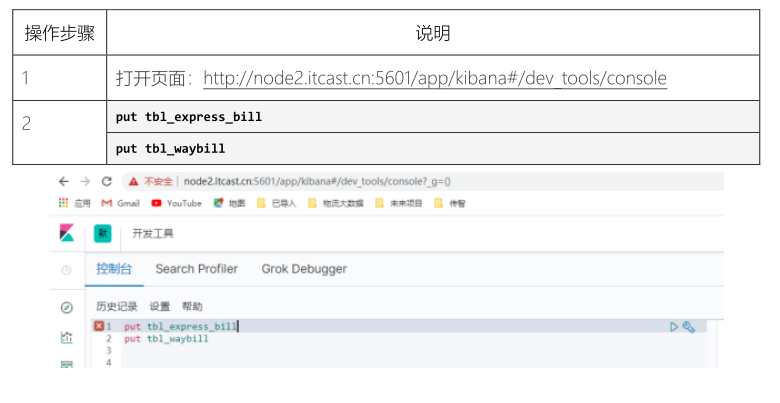 操作步骤 说明
1 打开页面：http://node2.itcast.cn:5601/app/kibana#/dev_tools/console
2 put tbl_express_bill
put tbl_waybill
不安全 | node2.itcast.cn:5601/app/kibana#/dev_tools/console?_g=()
应用 Gmail YouTube 地图 已导入 物流大数据 未来项目 传智
默 开发工具
控制台 Search Profiler Grok Debugger
历史记录 设置 帮助
1 put tbl_express_bill
2 put tbl_waybill
3
4